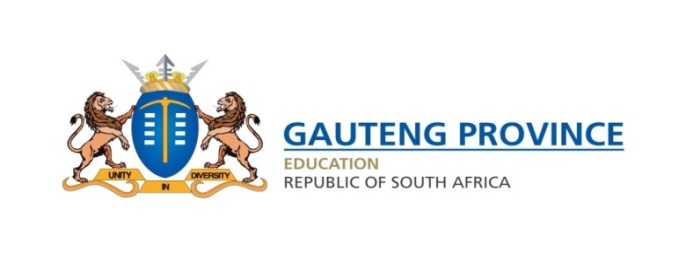 UNITY
IN
DIVERSITY
GAUTENG PROVINCE
EDUCATION
REPUBLIC OF SOUTH AFRICA